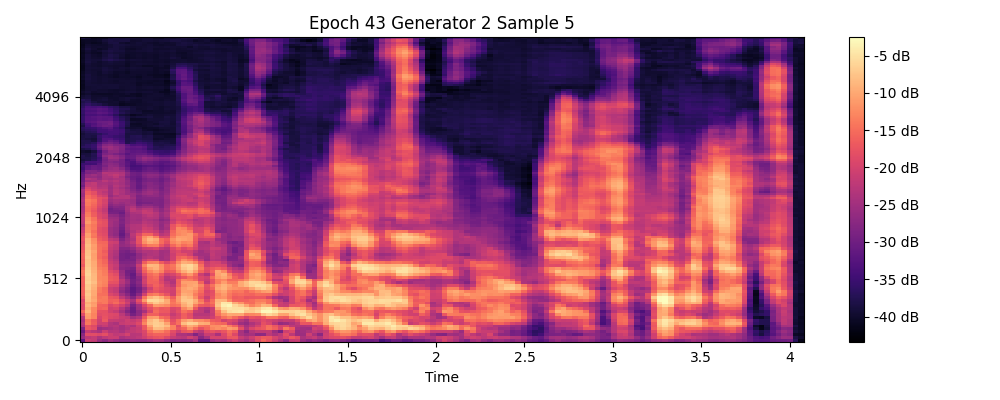 Epoch 43 Generator 2 Sample 5
Hz
4096
2048
1024
512
0
0 0.5 1 1.5 2 2.5 3 3.5 4
Time
-5 dB
-10 dB
-15 dB
-20 dB
-25 dB
-30 dB
-35 dB
-40 dB